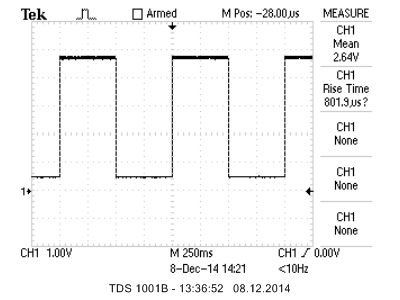 Tek Armed M Pos: -28.00µs MEASURE
CH1
Mean
2.64V
CH1
Rise Time
801.9µs?
CH1
None
CH1
None
CH1
None
1
CH1 1.00V M 250ms CH1 0.00V
8-Dec-14 14:21 <10Hz
TDS 1001B - 13:36:52 08.12.2014